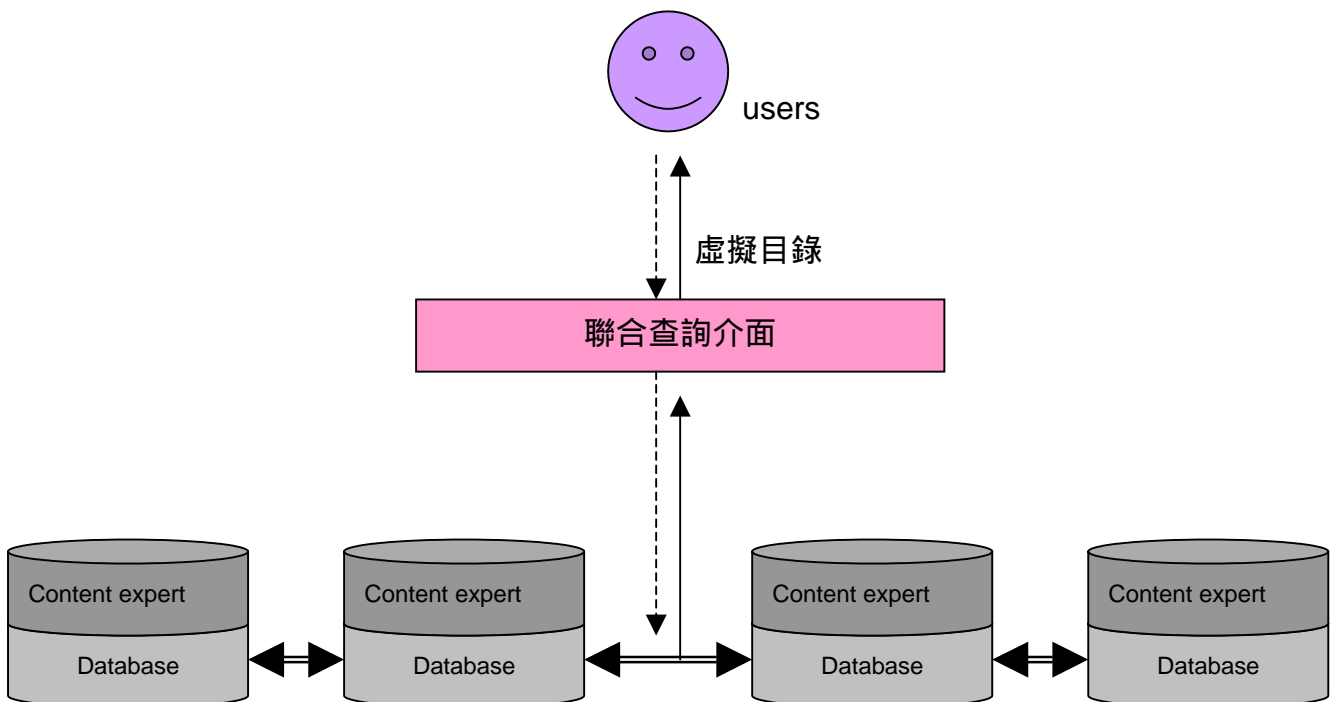 users
虛擬目錄
聯合查詢介面
Content expert
Content expert
Content expert
Content expert
Database
Database
Database
Database